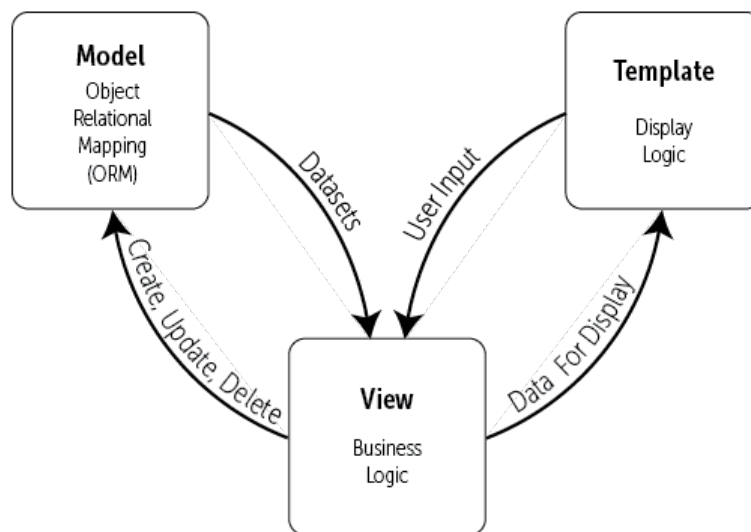 Model
Object
Relational
Mapping
(ORM)
Template
Display
Logic
Datasets
User Input
Create, Update, Delete
Data For Display
View
Business
Logic